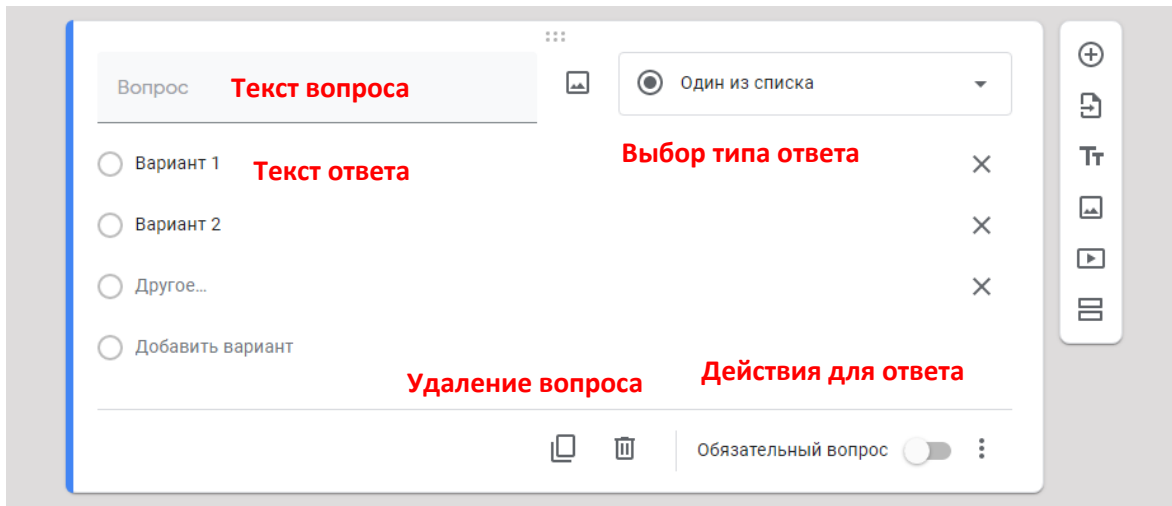 Вопрос Текст вопроса
Один из списка
Выбор типа ответа
Вариант 1 Текст ответа
Вариант 2
Другое...
Добавить вариант
Удаление вопроса Действия для ответа
Обязательный вопрос
Тт